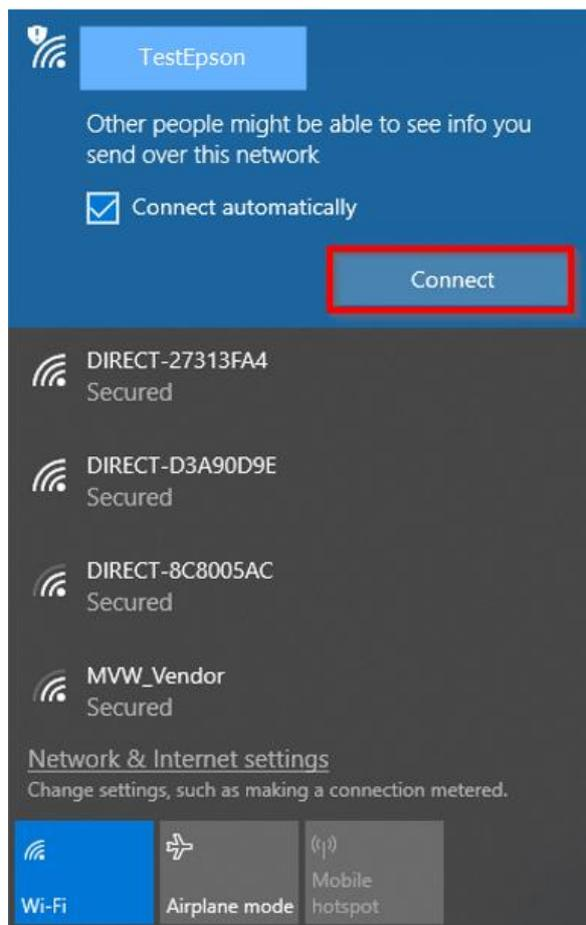 TestEpson
Other people might be able to see info you
send over this network
Connect automatically
Connect
DIRECT-27313FA4
Secured
DIRECT-D3A90D9E
Secured
DIRECT-8C8005AC
Secured
MVW_Vendor
Secured
Network & Internet settings
Change settings, such as making a connection metered.
Wi-Fi
Airplane mode
Mobile
hotspot